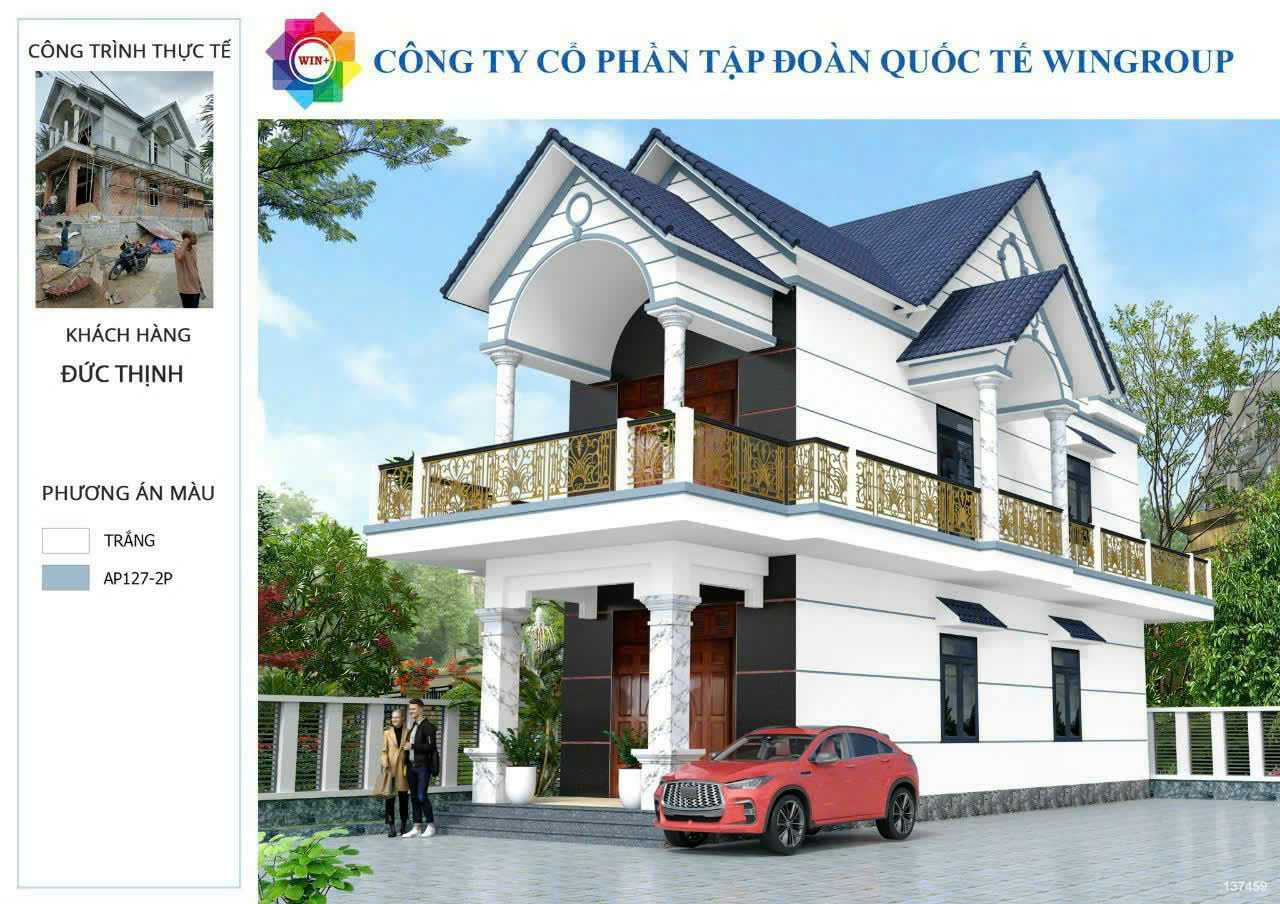 CÔNG TRÌNH THỰC TẾ
KHÁCH HÀNG
ĐỨC THỊNH
PHƯƠNG ÁN MÀU
TRẮNG
AP127-2P
WIN+
CÔNG TY CỔ PHẦN TẬP ĐOÀN QUỐC TẾ WINGROUP
137459